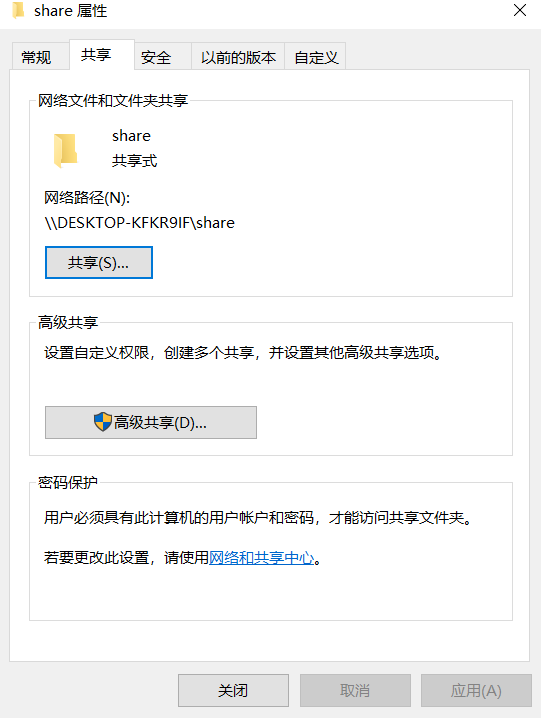 share 属性
常规
共享
安全
以前的版本
自定义
网络文件和文件夹共享
share
共享式
网络路径(N):
\\DESKTOP-KFKR9IF\share
共享(S)...
高级共享
设置自定义权限，创建多个共享，并设置其他高级共享选项。
高级共享(D)...
密码保护
用户必须具有此计算机的用户帐户和密码，才能访问共享文件夹。
若要更改此设置，请使用网络和共享中心。
关闭
取消
应用(A)